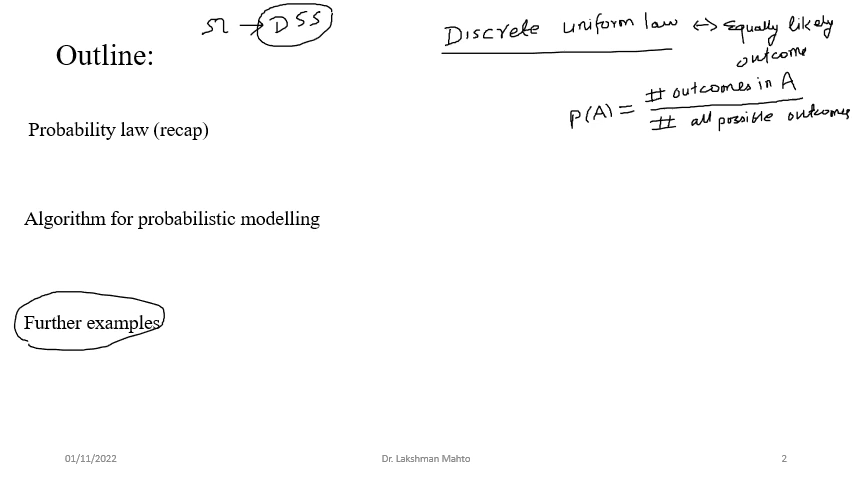 Ω → DSS
Discrete uniform law ↔ Equally likely
outcome
Outline:
P(A) = # outcomes in A
# all possible outcomes
Probability law (recap)
Algorithm for probabilistic modelling
Further examples
01/11/2022 Dr. Lakshman Mahto 2